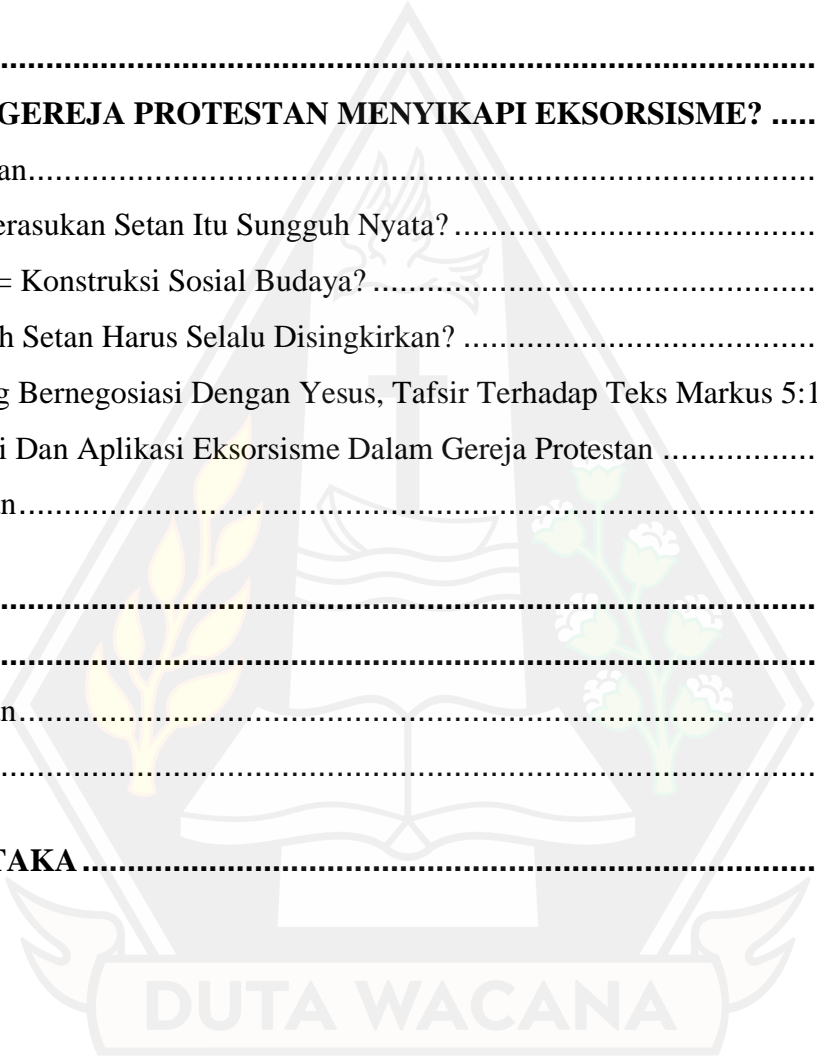 ................................................................................
GEREJA PROTESTAN MENYIKAPI EKSORSISME? .....
an................................................................................
erasukan Setan Itu Sungguh Nyata? ..................................................
= Konstruksi Sosial Budaya? .............................................................
h Setan Harus Selalu Disingkirkan? .................................................
g Bernegosiasi Dengan Yesus, Tafsir Terhadap Teks Markus 5:1
i Dan Aplikasi Eksorsisme Dalam Gereja Protestan .................
n................................................................................
................................................................................
................................................................................
n................................................................................
................................................................................
TAKA ................................................................................
DUTA WACANA